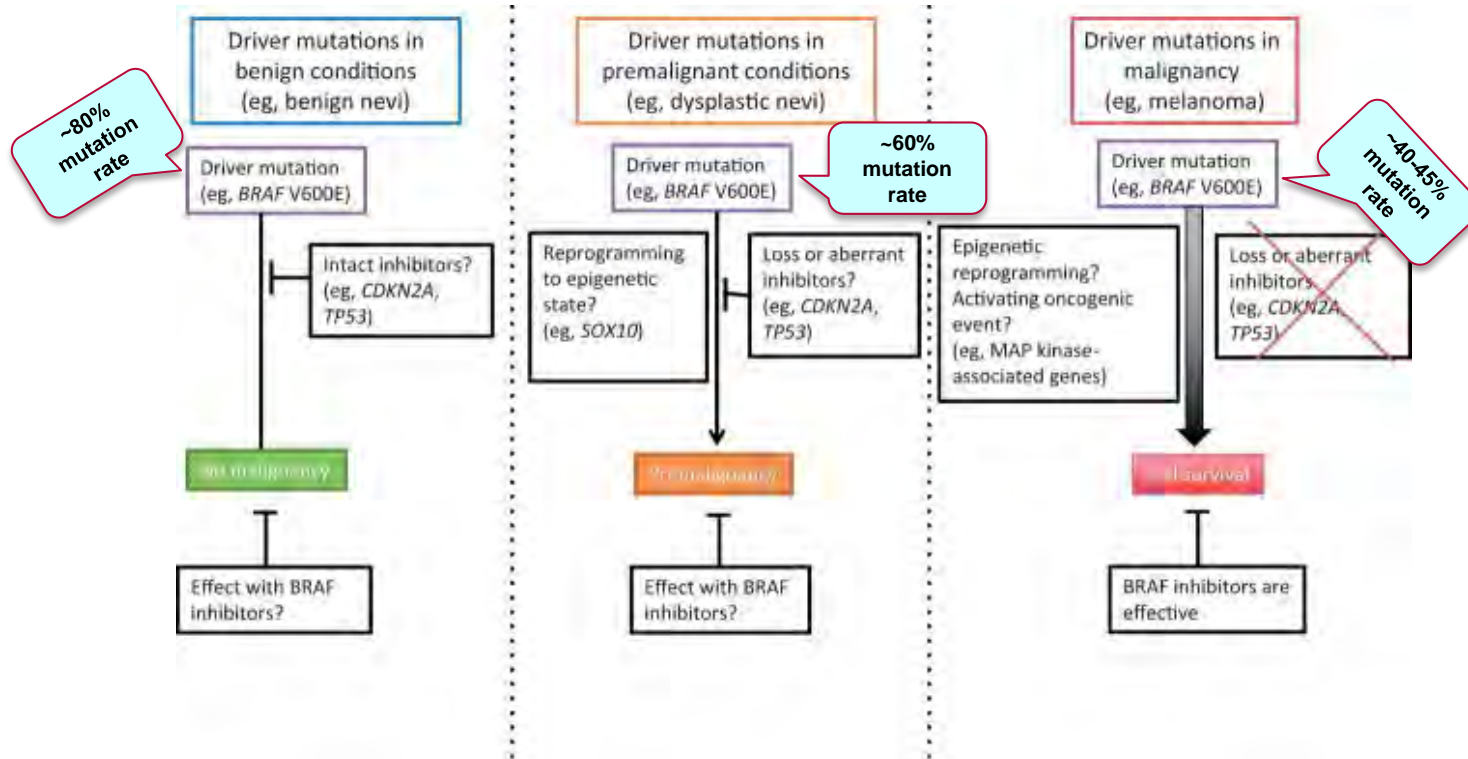 Driver mutations in
benign conditions
(eg, benign nevi)
~80%
mutation
rate
Driver mutation
(eg, BRAF V600E)
Intact inhibitors?
(eg, CDKN2A,
TP53)
No malignancy
Effect with BRAF
inhibitors?
Driver mutations in
premalignant conditions
(eg, dysplastic nevi)
~60%
mutation
rate
Driver mutation
(eg, BRAF V600E)
Reprogramming
to epigenetic
state?
(eg, SOX10)
Loss or aberrant
inhibitors?
(eg, CDKN2A,
TP53)
Premalignancy
Effect with BRAF
inhibitors?
Driver mutations in
malignancy
(eg, melanoma)
~40-45%
mutation
rate
Driver mutation
(eg, BRAF V600E)
Epigenetic
reprogramming?
Activating oncogenic
event?
(eg, MAP kinase-
associated genes)
Loss or aberrant
inhibitors
(eg, CDKN2A,
TP53)
Cell survival
BRAF inhibitors are
effective